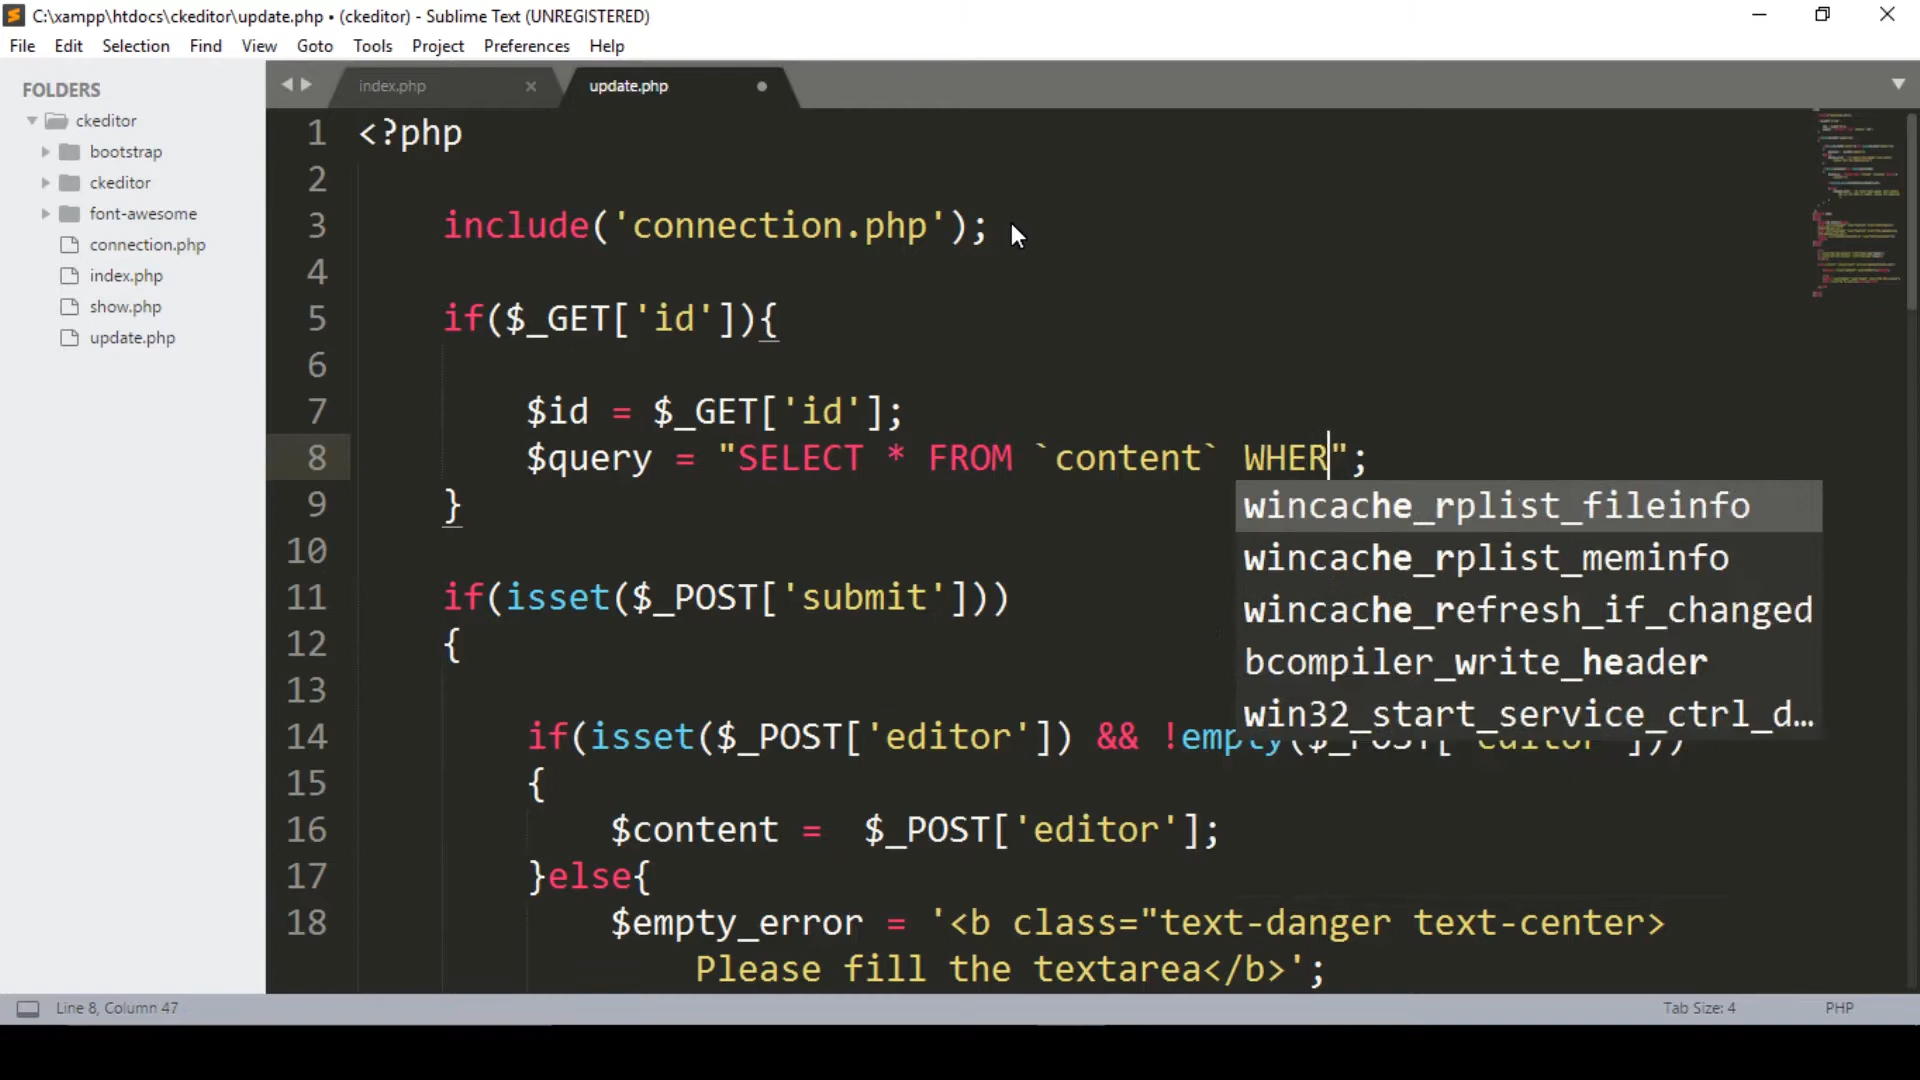 C:\xampp\htdocs\ckeditor\update.php • (ckeditor) - Sublime Text (UNREGISTERED)
File Edit Selection Find View Goto Tools Project Preferences Help
FOLDERS
ckeditor
bootstrap
ckeditor
font-awesome
connection.php
index.php
show.php
update.php
index.php × update.php
1 <?php
2
3 include('connection.php');
4
5 if($_GET['id']){
6
7 $id = $_GET['id'];
8 $query = "SELECT * FROM `content` WHER";
9 }
10
11 if(isset($_POST['submit']))
12 {
13
14 if(isset($_POST['editor']) && !empty($_POST['editor']))
15 {
16 $content = $_POST['editor'];
17 }else{
18 $empty_error = '<b class="text-danger text-center>
Please fill the textarea</b>';
wincache_rplist_fileinfo
wincache_rplist_meminfo
wincache_refresh_if_changed
bcompiler_write_header
win32_start_service_ctrl_d…
Line 8, Column 47
Tab Size: 4
PHP